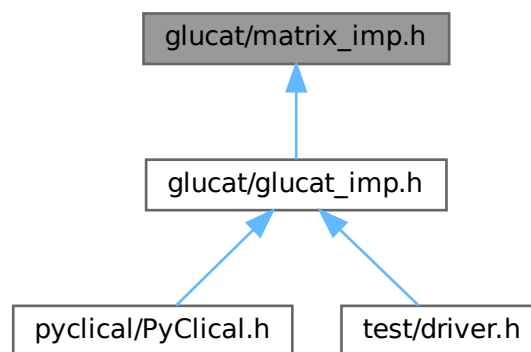 glucat/matrix_imp.h
glucat/glucat_imp.h
pyclical/PyClical.h
test/driver.h